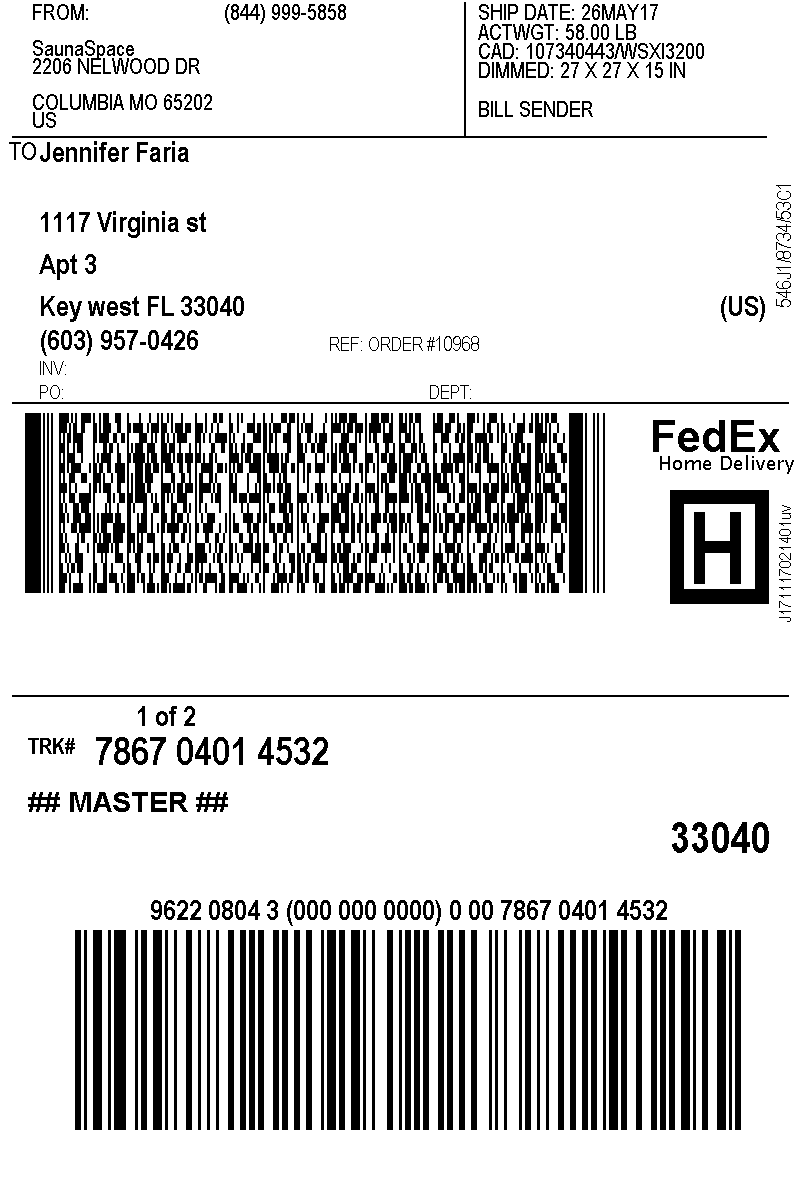 FROM: (844) 999-5858
SaunaSpace
2206 NELWOOD DR
COLUMBIA MO 65202
US
SHIP DATE: 26MAY17
ACTWGT: 58.00 LB
CAD: 107340443/WSXI3200
DIMMED: 27 X 27 X 15 IN
BILL SENDER
TO Jennifer Faria
1117 Virginia st
Apt 3
Key west FL 33040 (US)
(603) 957-0426 REF: ORDER #10968
INV:
PO: DEPT:
546J1/8734/53C1
FedEx
Home Delivery
H
J171117021401uv
1 of 2
TRK# 7867 0401 4532
## MASTER ##
33040
9622 0804 3 (000 000 0000) 0 00 7867 0401 4532